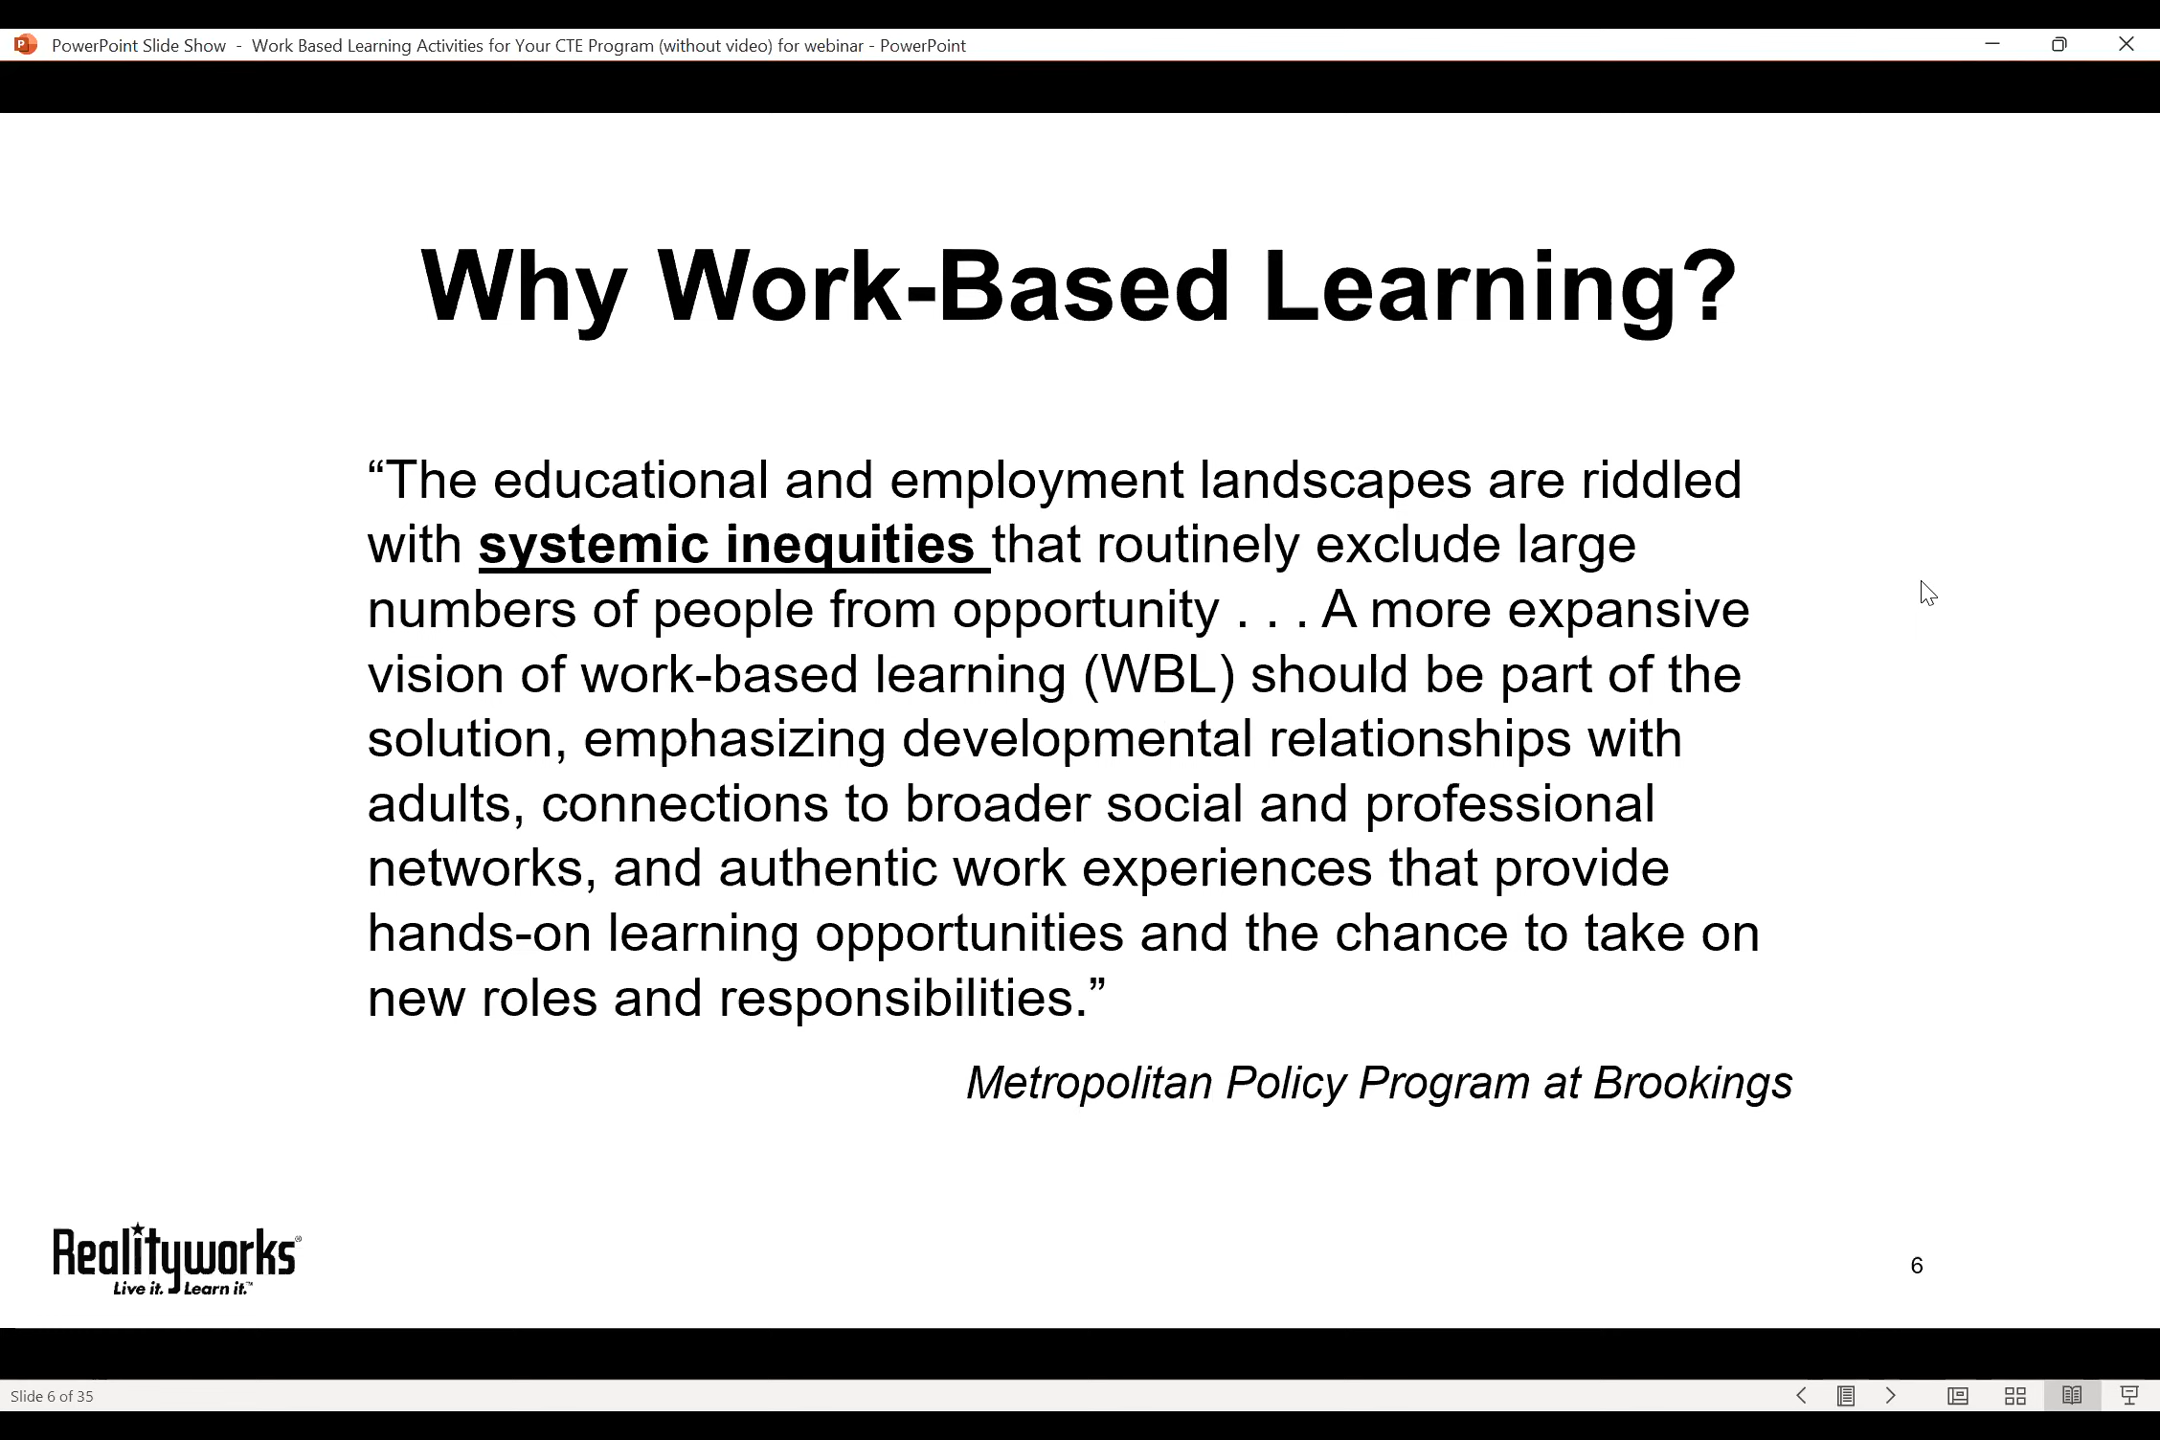 PowerPoint Slide Show - Work Based Learning Activities for Your CTE Program (without video) for webinar - PowerPoint
Why Work-Based Learning?
“The educational and employment landscapes are riddled
with systemic inequities that routinely exclude large
numbers of people from opportunity . . . A more expansive
vision of work-based learning (WBL) should be part of the
solution, emphasizing developmental relationships with
adults, connections to broader social and professional
networks, and authentic work experiences that provide
hands-on learning opportunities and the chance to take on
new roles and responsibilities.”
Metropolitan Policy Program at Brookings
Realityworks®
Live it. Learn it.™
6
Slide 6 of 35